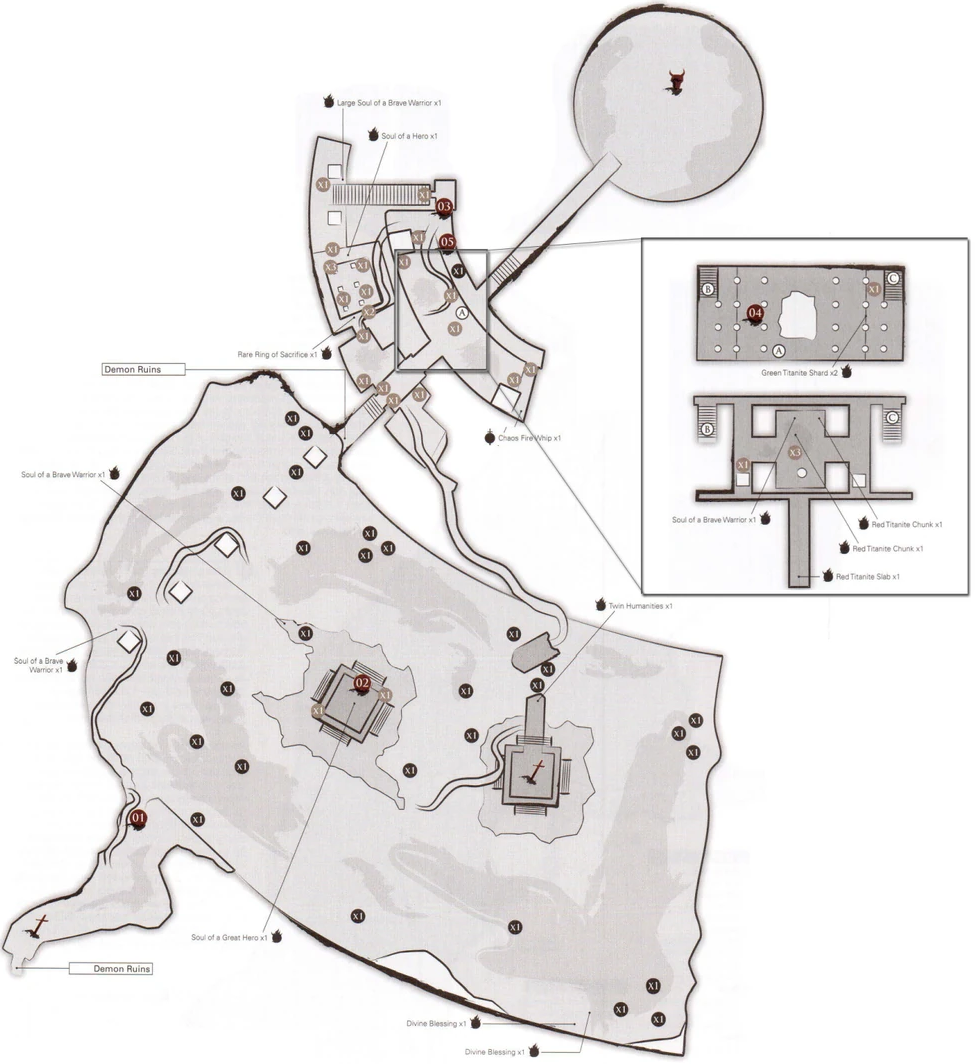 Large Soul of a Brave Warrior x1
Soul of a Hero x1
x1
x1
03
05
x1
x1
x1
x1
x3
x1
x1
x1
x1
x2
A
x1
x1
Rare Ring of Sacrifice x1
Demon Ruins
x1
x1
x1
x1
x1
x1
Chaos Fire Whip x1
B
C
x1
04
A
Green Titanite Shard x2
B
C
x3
x1
Soul of a Brave Warrior x1
Red Titanite Chunk x1
Red Titanite Chunk x1
Red Titanite Slab x1
x1
x1
x1
x1
Soul of a Brave Warrior x1
x1
x1
x1
x1
x1
Twin Humanities x1
x1
x1
Soul of a Brave
Warrior x1
x1
x1
x1
02
x1
x1
x1
x1
x1
x1
x1
x1
x1
x1
x1
x1
x1
x1
01
x1
x1
x1
Soul of a Great Hero x1
Demon Ruins
x1
x1
x1
Divine Blessing x1
Divine Blessing x1